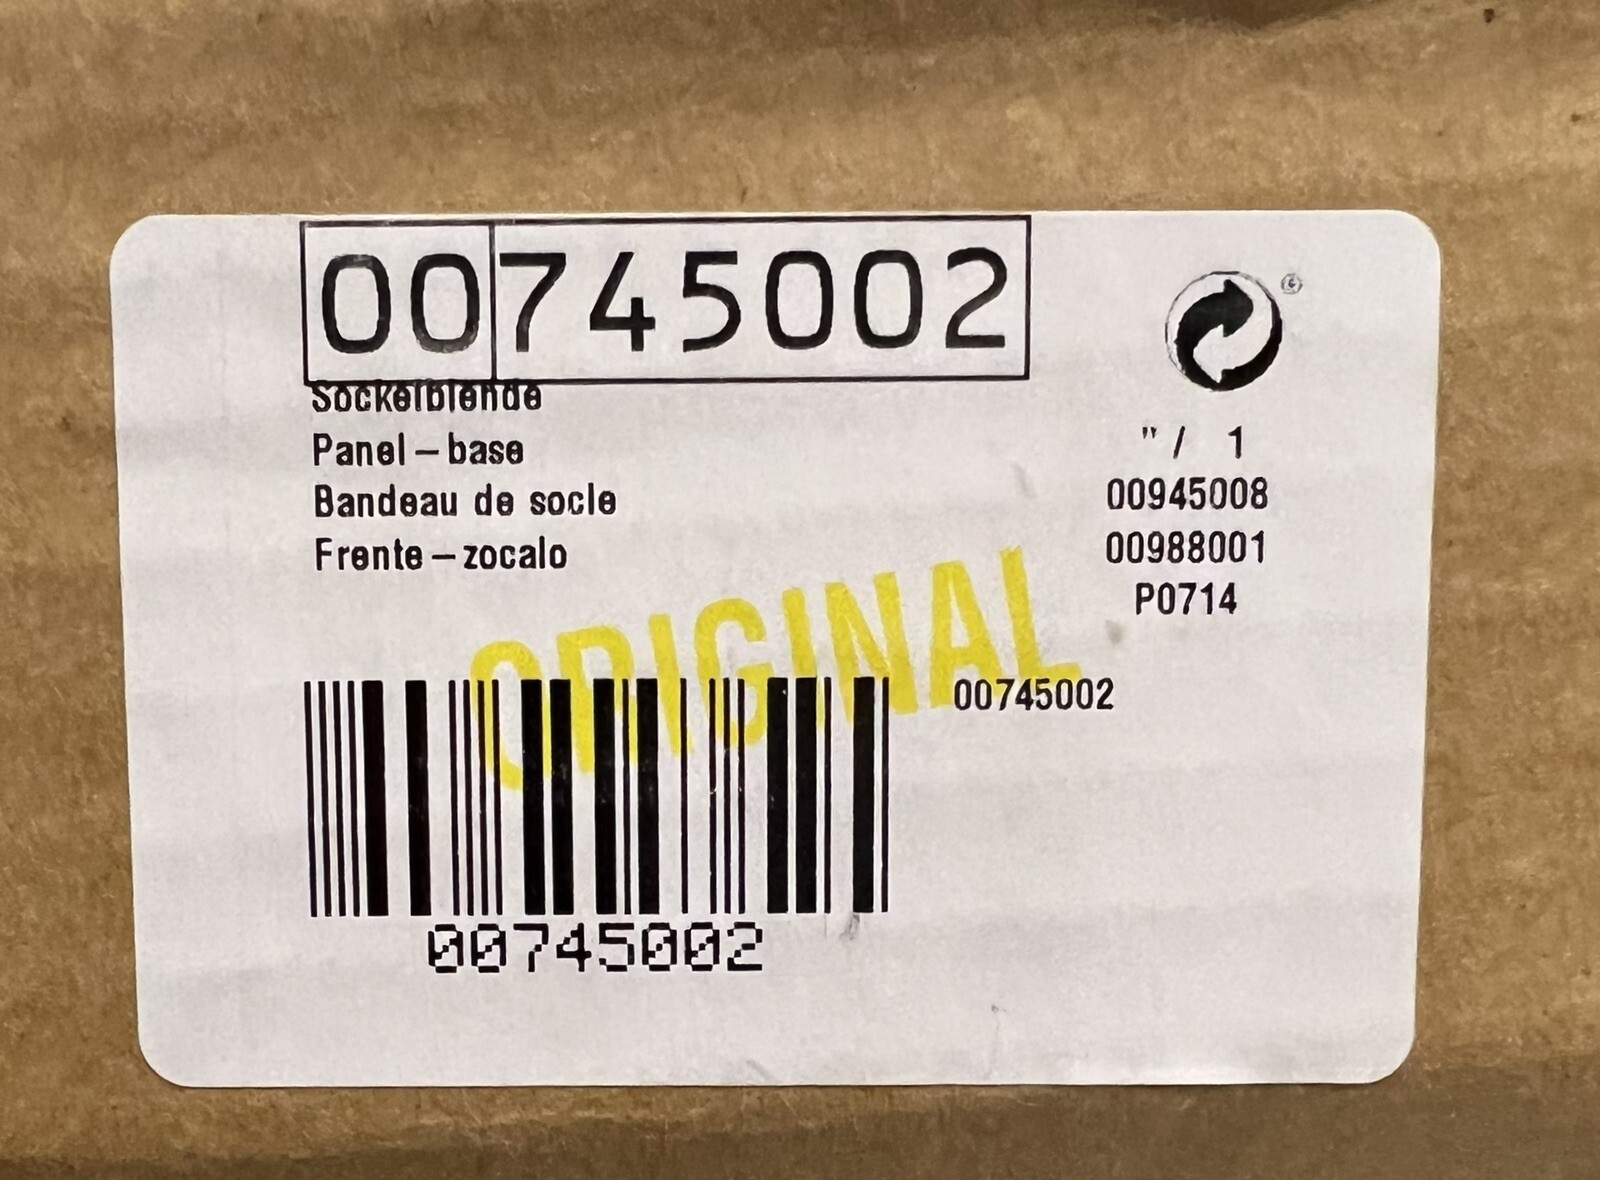 00745002
Sockelblende
Panel – base
Bandeau de socle
Frente – zocalo
" / 1
00945008
00988001
P0714
ORIGINAL
00745002
00745002